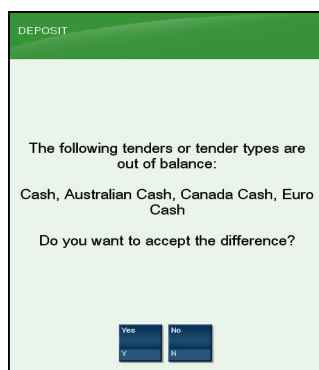 DEPOSIT
The following tenders or tender types are
out of balance:
Cash, Australian Cash, Canada Cash, Euro
Cash
Do you want to accept the difference?
Yes No
Y N